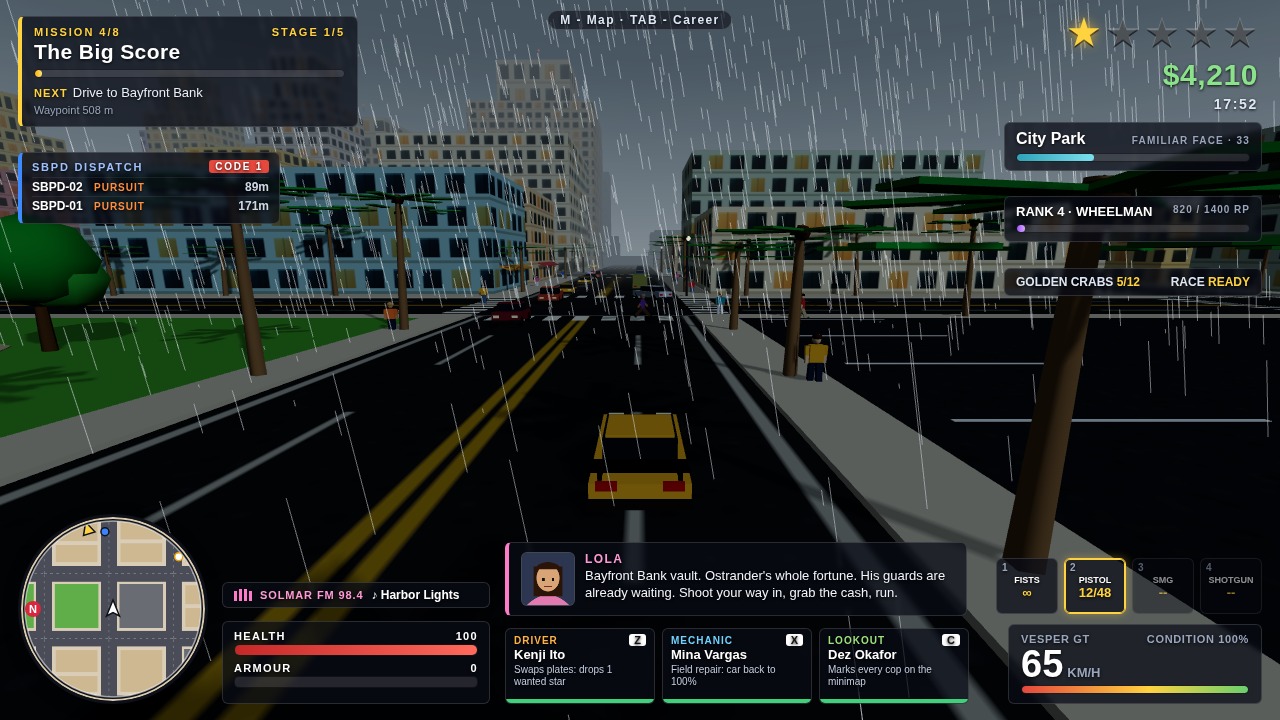 M - Map · TAB - Career
MISSION 4/8
STAGE 1/5
The Big Score
NEXT Drive to Bayfront Bank
Waypoint 508 m
SBPD DISPATCH
CODE 1
SBPD-02 PURSUIT 89m
SBPD-01 PURSUIT 171m
$4,210
17:52
City Park
FAMILIAR FACE · 33
RANK 4 · WHEELMAN
820 / 1400 RP
GOLDEN CRABS 5/12
RACE READY
N
SOLMAR FM 98.4 ♪ Harbor Lights
HEALTH 100
ARMOUR 0
LOLA
Bayfront Bank vault. Ostrander's whole fortune. His guards are
already waiting. Shoot your way in, grab the cash, run.
DRIVER Z
Kenji Ito
Swaps plates: drops 1
wanted star
MECHANIC X
Mina Vargas
Field repair: car back to
100%
LOOKOUT C
Dez Okafor
Marks every cop on the
minimap
1
FISTS
∞
2
PISTOL
12/48
3
SMG
--
4
SHOTGUN
--
VESPER GT
CONDITION 100%
65 KM/H